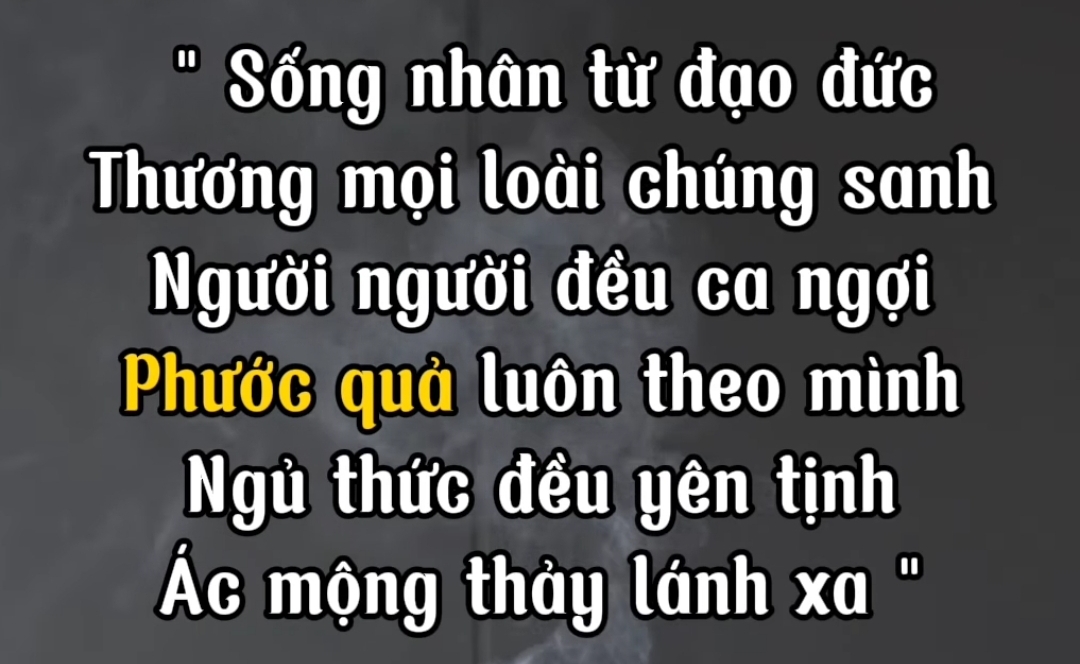 " Sống nhân từ đạo đức
Thương mọi loài chúng sanh
Người người đều ca ngợi
Phước quả luôn theo mình
Ngủ thức đều yên tịnh
Ác mộng thảy lánh xa "